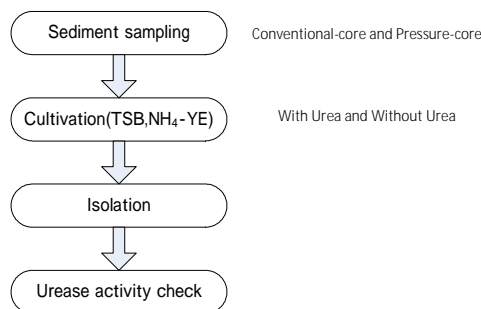 Sediment sampling Conventional-core and Pressure-core
Cultivation(TSB,NH₄-YE) With Urea and Without Urea
Isolation
Urease activity check